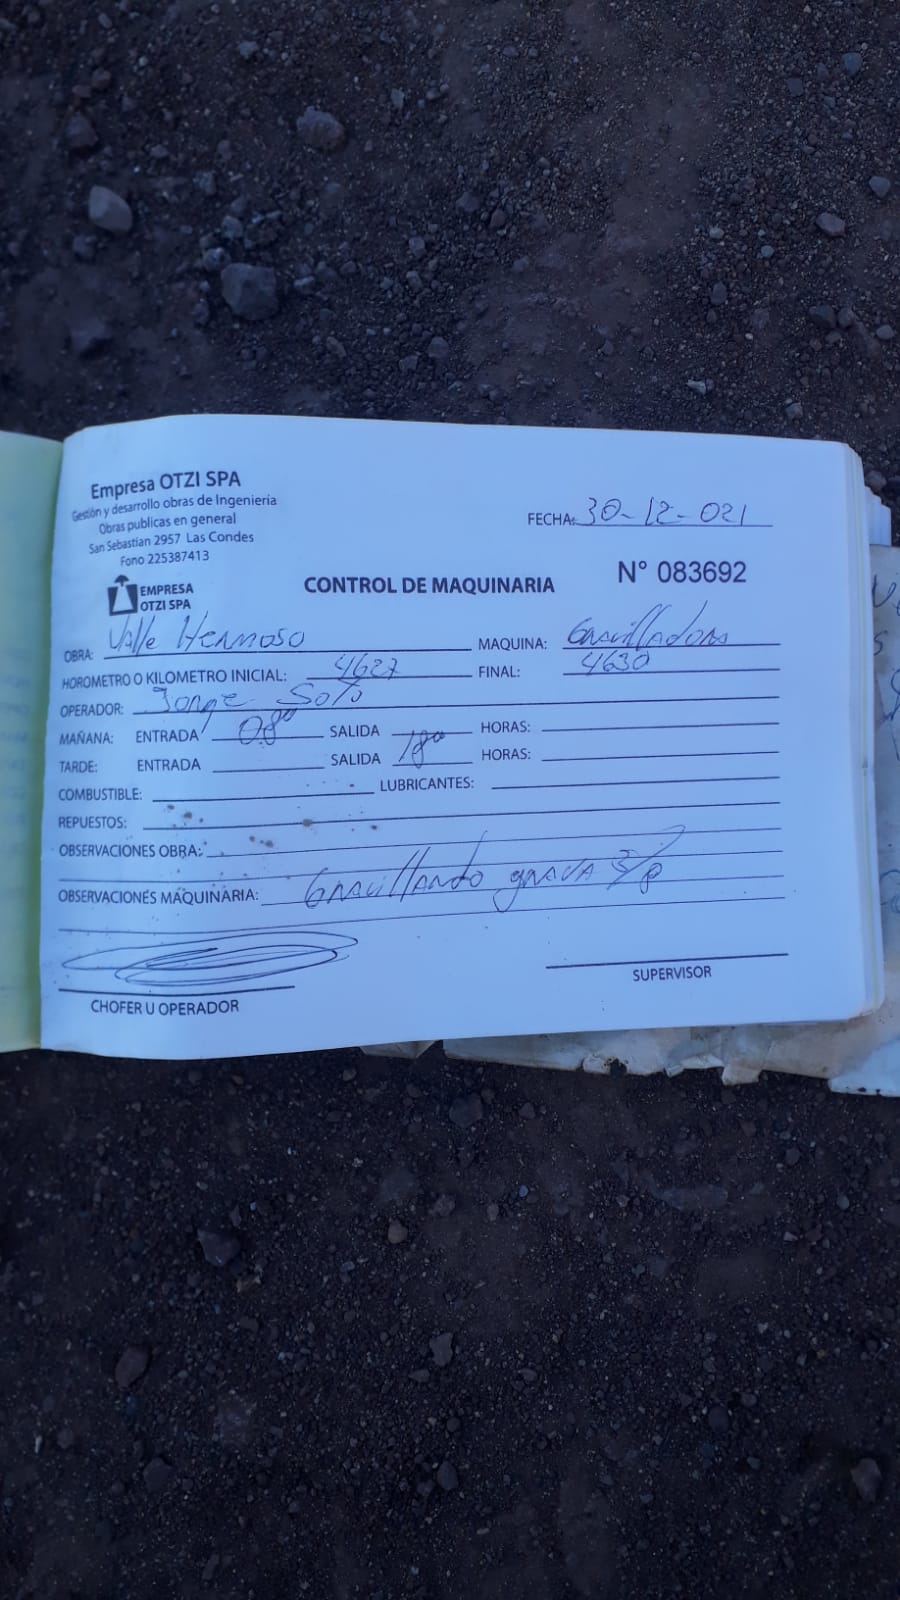 Empresa OTZI SPA
Gestión y desarrollo obras de Ingenieria
Obras publicas en general
San Sebastian 2957 Las Condes
Fono 225387413
EMPRESA
OTZI SPA
FECHA: 30-12-021
CONTROL DE MAQUINARIA
N° 083692
OBRA: Valle Hermoso MAQUINA: Gravilladora
HOROMETRO O KILOMETRO INICIAL: 4627 FINAL: 4630
OPERADOR: Jorge Soto
MAÑANA: ENTRADA 08⁰⁰ SALIDA HORAS:
TARDE: ENTRADA SALIDA 18⁰⁰ HORAS:
COMBUSTIBLE: LUBRICANTES:
REPUESTOS:
OBSERVACIONES OBRA:
OBSERVACIONES MAQUINARIA: Gravillando grava 3/8
CHOFER U OPERADOR
SUPERVISOR